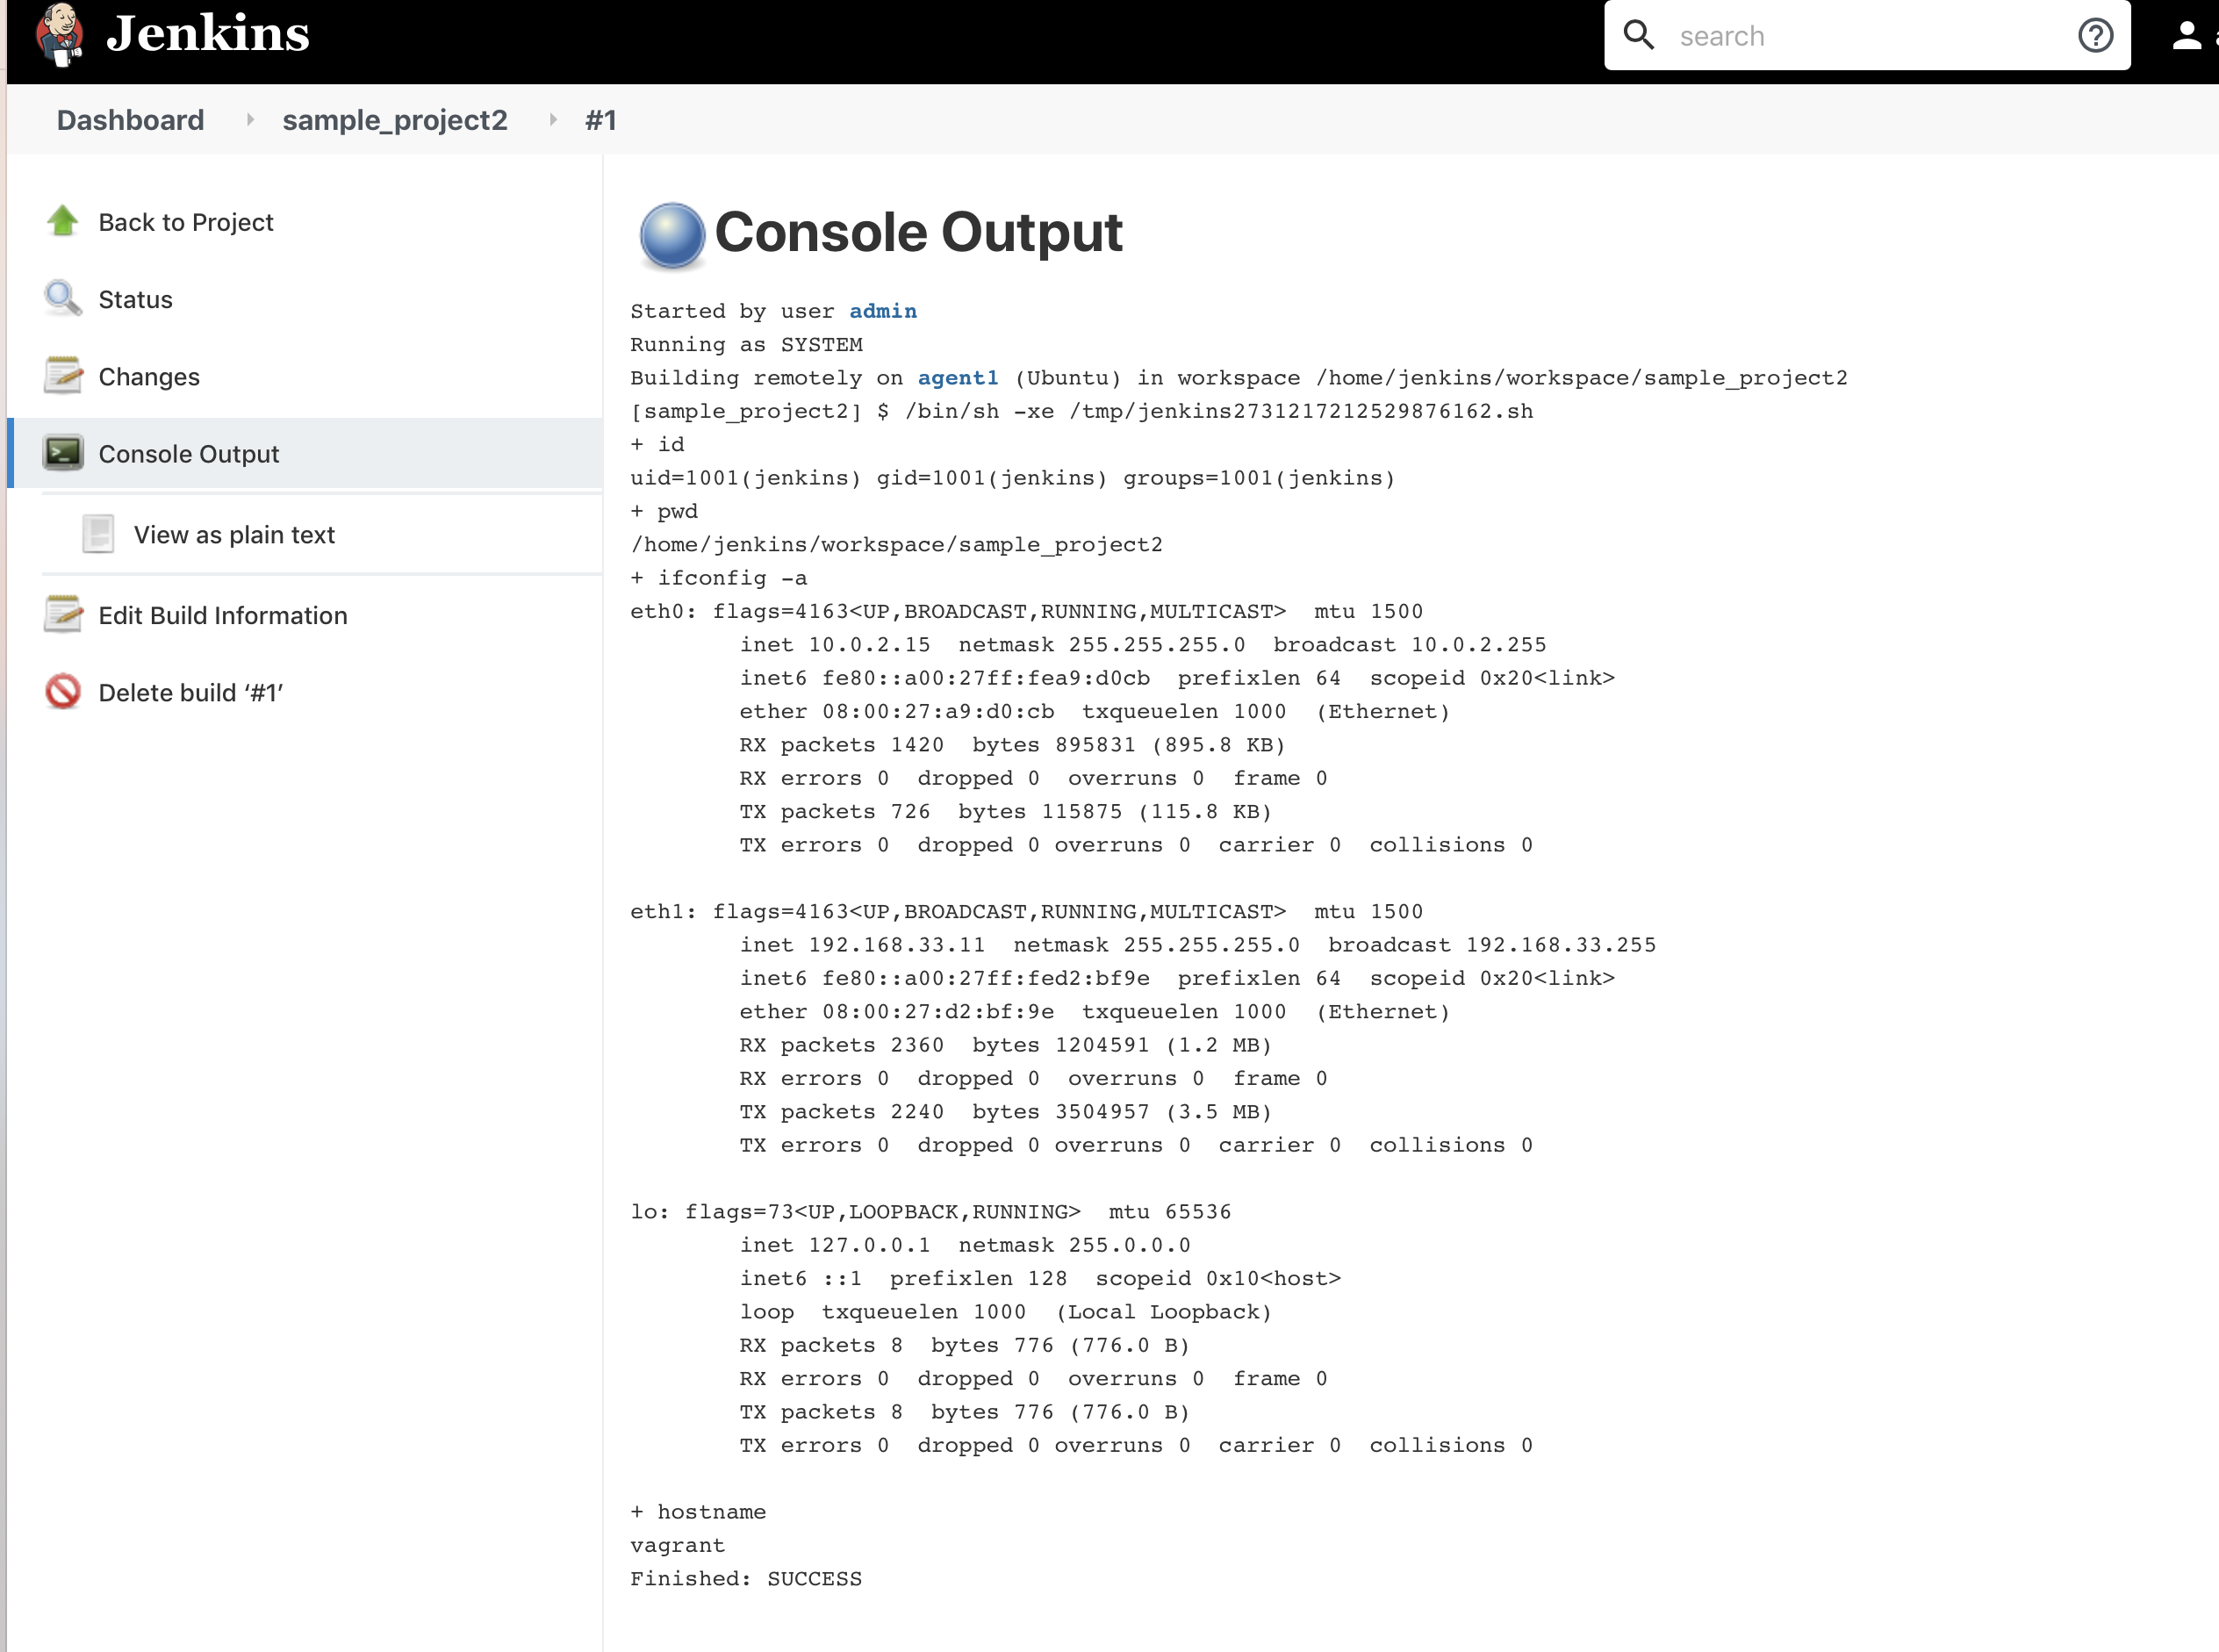 Jenkins
search
Dashboard sample_project2 #1
Back to Project
Status
Changes
Console Output
View as plain text
Edit Build Information
Delete build ‘#1’
Console Output
Started by user admin
Running as SYSTEM
Building remotely on agent1 (Ubuntu) in workspace /home/jenkins/workspace/sample_project2
[sample_project2] $ /bin/sh -xe /tmp/jenkins2731217212529876162.sh
+ id
uid=1001(jenkins) gid=1001(jenkins) groups=1001(jenkins)
+ pwd
/home/jenkins/workspace/sample_project2
+ ifconfig -a
eth0: flags=4163<UP,BROADCAST,RUNNING,MULTICAST>  mtu 1500
        inet 10.0.2.15  netmask 255.255.255.0  broadcast 10.0.2.255
        inet6 fe80::a00:27ff:fea9:d0cb  prefixlen 64  scopeid 0x20<link>
        ether 08:00:27:a9:d0:cb  txqueuelen 1000  (Ethernet)
        RX packets 1420  bytes 895831 (895.8 KB)
        RX errors 0  dropped 0  overruns 0  frame 0
        TX packets 726  bytes 115875 (115.8 KB)
        TX errors 0  dropped 0 overruns 0  carrier 0  collisions 0
eth1: flags=4163<UP,BROADCAST,RUNNING,MULTICAST>  mtu 1500
        inet 192.168.33.11  netmask 255.255.255.0  broadcast 192.168.33.255
        inet6 fe80::a00:27ff:fed2:bf9e  prefixlen 64  scopeid 0x20<link>
        ether 08:00:27:d2:bf:9e  txqueuelen 1000  (Ethernet)
        RX packets 2360  bytes 1204591 (1.2 MB)
        RX errors 0  dropped 0  overruns 0  frame 0
        TX packets 2240  bytes 3504957 (3.5 MB)
        TX errors 0  dropped 0 overruns 0  carrier 0  collisions 0
lo: flags=73<UP,LOOPBACK,RUNNING>  mtu 65536
        inet 127.0.0.1  netmask 255.0.0.0
        inet6 ::1  prefixlen 128  scopeid 0x10<host>
        loop  txqueuelen 1000  (Local Loopback)
        RX packets 8  bytes 776 (776.0 B)
        RX errors 0  dropped 0  overruns 0  frame 0
        TX packets 8  bytes 776 (776.0 B)
        TX errors 0  dropped 0 overruns 0  carrier 0  collisions 0
+ hostname
vagrant
Finished: SUCCESS